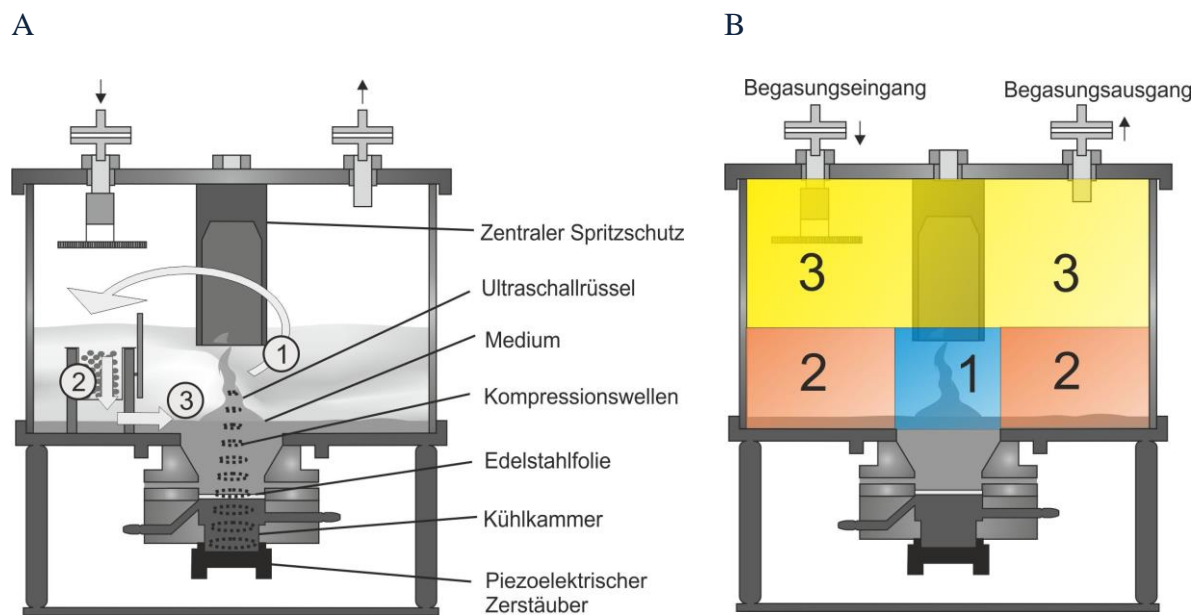 A
1
2
3
Zentraler Spritzschutz
Ultraschallrüssel
Medium
Kompressionswellen
Edelstahlfolie
Kühlkammer
Piezoelektrischer
Zerstäuber
B
Begasungseingang
Begasungsausgang
3
3
2
1
2